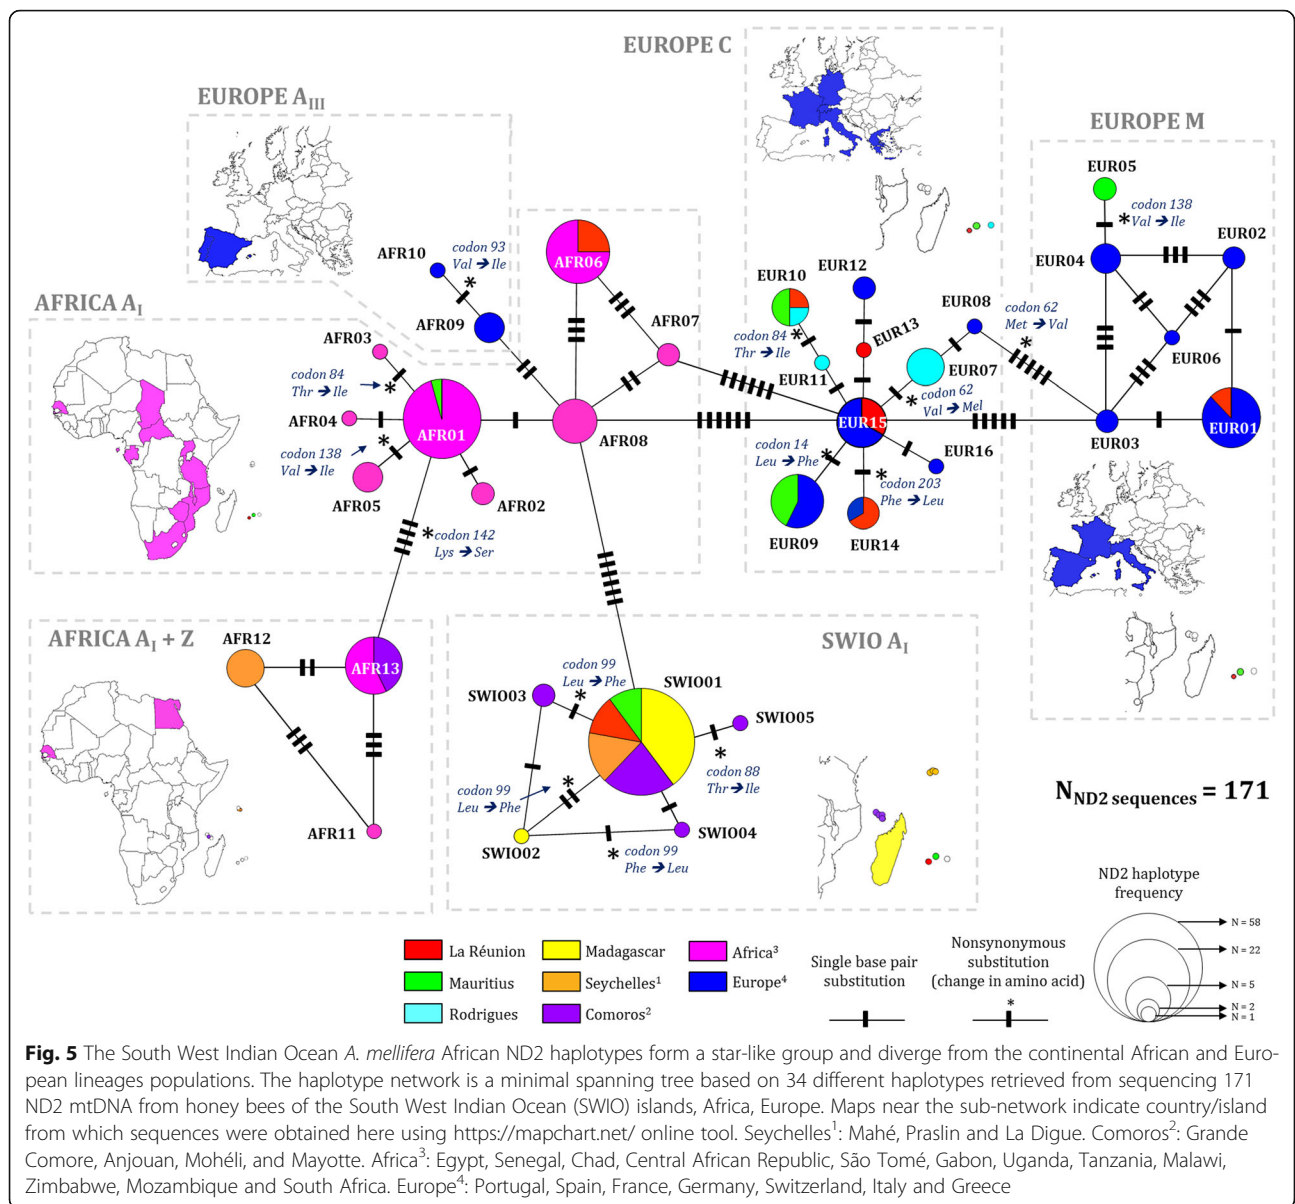 EUROPE C
EUROPE A_III
EUROPE M
EUR05
codon 138
Val → Ile
*
EUR02
EUR04
EUR06
EUR03
EUR01
AFR10
codon 93
Val → Ile
*
AFR09
AFR06
AFR07
EUR12
EUR10
EUR13
codon 84
Thr → Ile
*
EUR11
EUR08
codon 62
Met → Val
*
EUR07
codon 62
Val → Mel
*
EUR15
EUR16
codon 14
Leu → Phe
*
codon 203
Phe → Leu
*
EUR09
EUR14
AFRICA A_I
AFR03
codon 84
Thr → Ile
*
AFR04
AFR01
AFR08
codon 138
Val → Ile
*
AFR05
AFR02
*codon 142
Lys → Ser
AFRICA A_I + Z
AFR12
AFR13
AFR11
SWIO A_I
codon 99
Leu → Phe
*
SWIO03
SWIO01
SWIO05
*
codon 88
Thr → Ile
codon 99
Leu → Phe
*
SWIO02
SWIO04
*
codon 99
Phe → Leu
N_ND2 sequences = 171
ND2 haplotype
frequency
N = 58
N = 22
N = 5
N = 2
N = 1
La Réunion
Mauritius
Rodrigues
Madagascar
Seychelles¹
Comoros²
Africa³
Europe⁴
Single base pair
substitution
Nonsynonymous
substitution
(change in amino acid)
*
Fig. 5 The South West Indian Ocean A. mellifera African ND2 haplotypes form a star-like group and diverge from the continental African and Euro-
pean lineages populations. The haplotype network is a minimal spanning tree based on 34 different haplotypes retrieved from sequencing 171
ND2 mtDNA from honey bees of the South West Indian Ocean (SWIO) islands, Africa, Europe. Maps near the sub-network indicate country/island
from which sequences were obtained here using https://mapchart.net/ online tool. Seychelles¹: Mahé, Praslin and La Digue. Comoros²: Grande
Comore, Anjouan, Mohéli, and Mayotte. Africa³: Egypt, Senegal, Chad, Central African Republic, São Tomé, Gabon, Uganda, Tanzania, Malawi,
Zimbabwe, Mozambique and South Africa. Europe⁴: Portugal, Spain, France, Germany, Switzerland, Italy and Greece